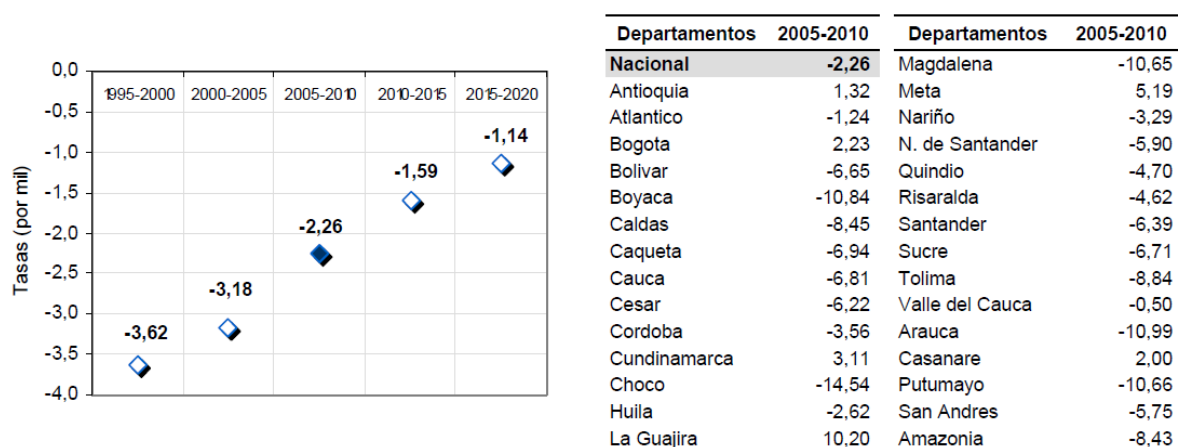 0,0
-0,5
-1,0
-1,5
-2,0
-2,5
-3,0
-3,5
-4,0
Tasas (por mil)
1995-2000 2000-2005 2005-2010 2010-2015 2015-2020
-3,62
-3,18
-2,26
-1,59
-1,14
Departamentos 2005-2010 Departamentos 2005-2010
Nacional -2,26 Magdalena -10,65
Antioquia 1,32 Meta 5,19
Atlantico -1,24 Nariño -3,29
Bogota 2,23 N. de Santander -5,90
Bolivar -6,65 Quindio -4,70
Boyaca -10,84 Risaralda -4,62
Caldas -8,45 Santander -6,39
Caqueta -6,94 Sucre -6,71
Cauca -6,81 Tolima -8,84
Cesar -6,22 Valle del Cauca -0,50
Cordoba -3,56 Arauca -10,99
Cundinamarca 3,11 Casanare 2,00
Choco -14,54 Putumayo -10,66
Huila -2,62 San Andres -5,75
La Guajira 10,20 Amazonia -8,43